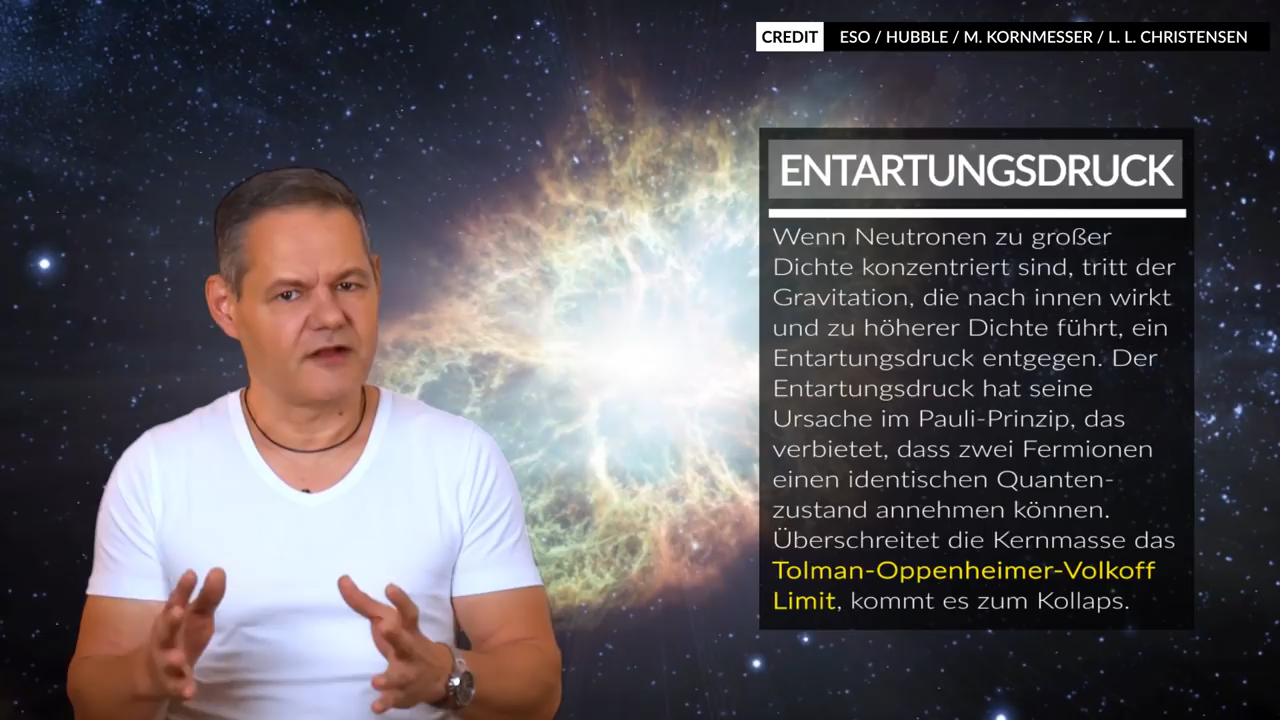 CREDIT ESO / HUBBLE / M. KORNMESSER / L. L. CHRISTENSEN
ENTARTUNGSDRUCK
Wenn Neutronen zu großer
Dichte konzentriert sind, tritt der
Gravitation, die nach innen wirkt
und zu höherer Dichte führt, ein
Entartungsdruck entgegen. Der
Entartungsdruck hat seine
Ursache im Pauli-Prinzip, das
verbietet, dass zwei Fermionen
einen identischen Quanten-
zustand annehmen können.
Überschreitet die Kernmasse das
Tolman-Oppenheimer-Volkoff
Limit, kommt es zum Kollaps.